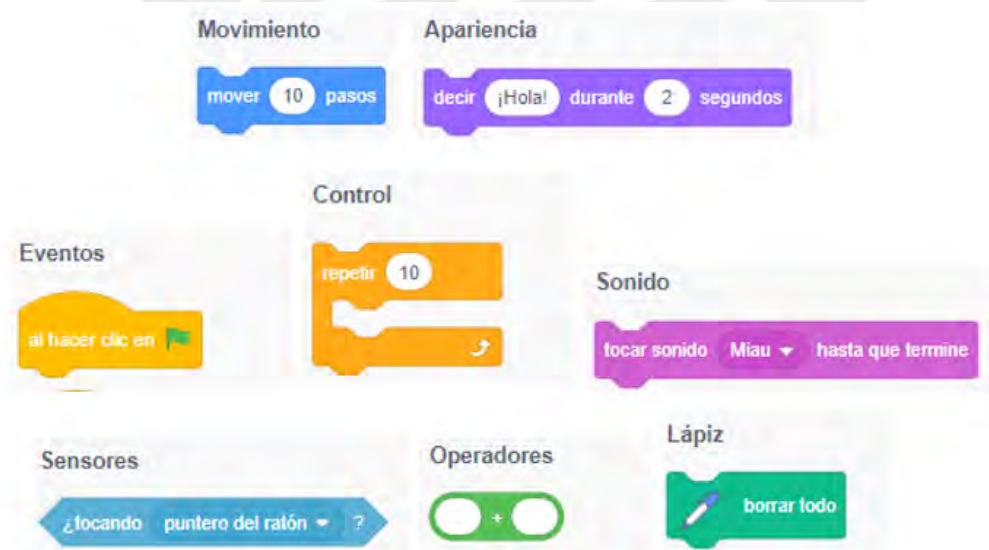 Movimiento
Apariencia
mover 10 pasos
decir ¡Hola! durante 2 segundos
Control
Eventos
repetir 10
Sonido
al hacer clic en
tocar sonido Miau hasta que termine
Sensores
Operadores
Lápiz
¿tocando puntero del ratón ?
+
borrar todo